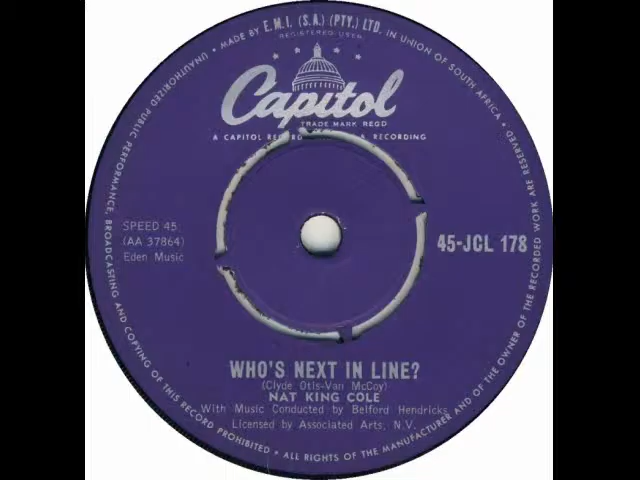 MADE BY E.M.I. (S.A.) (PTY.) LTD. IN UNION OF SOUTH AFRICA •
REGISTERED USER
Capitol
TRADE MARK REGD
A CAPITOL RECORDING
SPEED 45
(AA 37864)
Eden Music
45-JCL 178
WHO'S NEXT IN LINE?
(Clyde Otis-Van McCoy)
NAT KING COLE
With Music Conducted by Belford Hendricks
Licensed by Associated Arts, N.V.
• ALL RIGHTS OF THE MANUFACTURER AND OF THE OWNER OF THE RECORDED WORK ARE RESERVED. UNAUTHORIZED PUBLIC PERFORMANCE, BROADCASTING AND COPYING OF THIS RECORD PROHIBITED